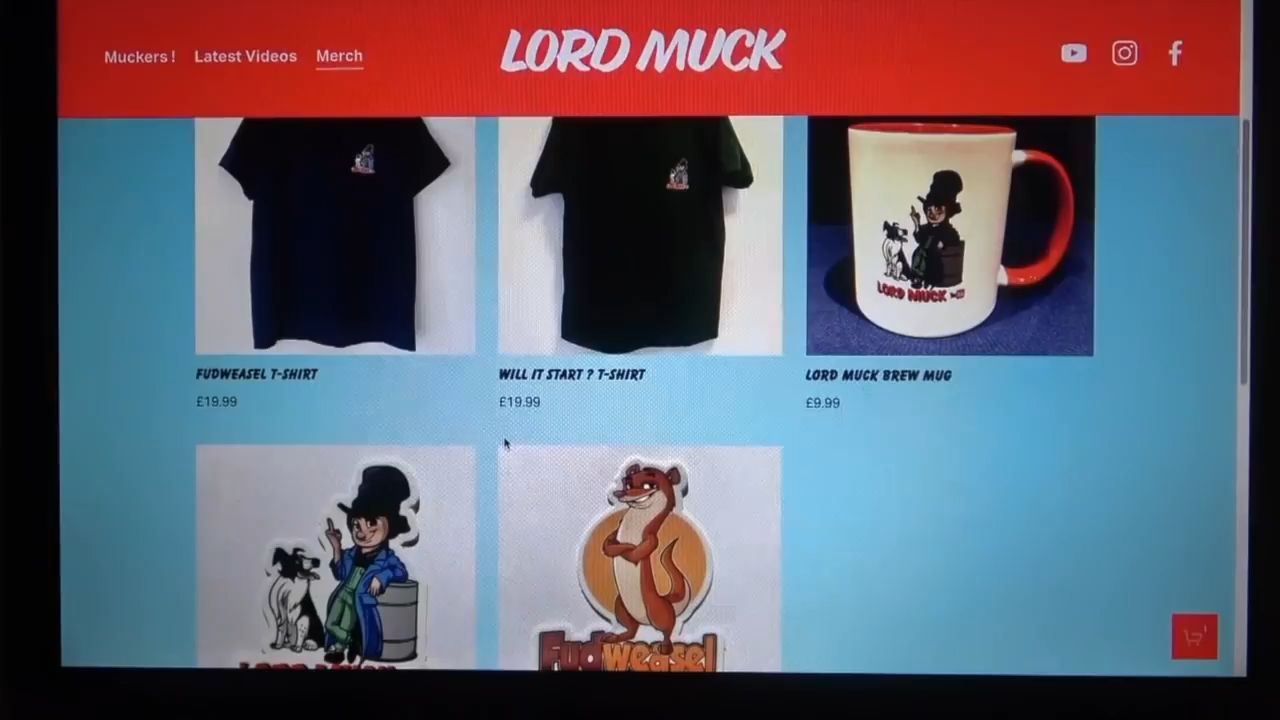 Muckers !
Latest Videos
Merch
LORD MUCK
LORD MUCK
FUDWEASEL T-SHIRT
WILL IT START ? T-SHIRT
LORD MUCK BREW MUG
£19.99
£19.99
£9.99
Fudweasel
1